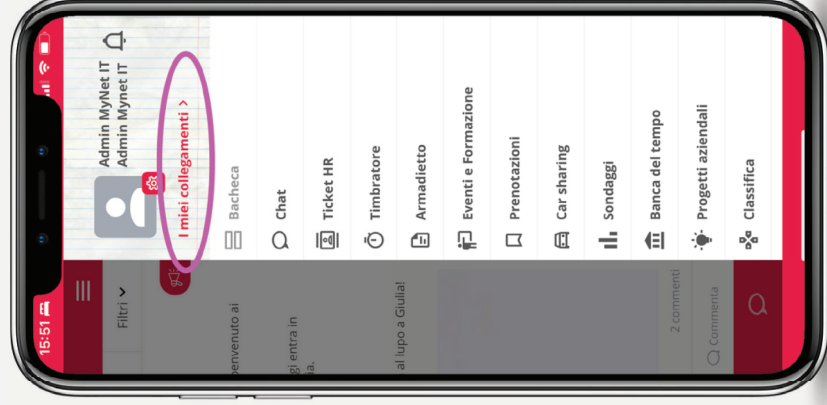 15:51
Filtri
benvenuto ai
gi entra in
ia.
al lupo a Giulia!
2 commenti
Commenta
Admin MyNet IT
Admin Mynet IT
I miei collegamenti >
Bacheca
Chat
Ticket HR
Timbratore
Armadietto
Eventi e Formazione
Prenotazioni
Car sharing
Sondaggi
Banca del tempo
Progetti aziendali
Classifica